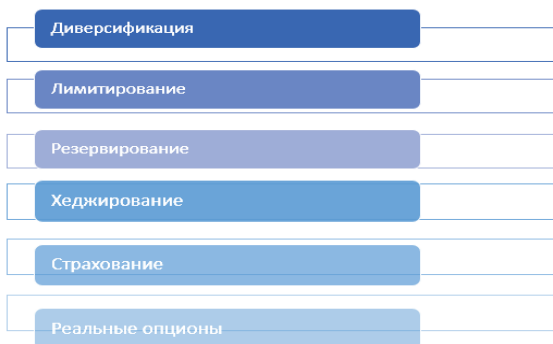 Диверсификация
Лимитирование
Резервирование
Хеджирование
Страхование
Реальные опционы